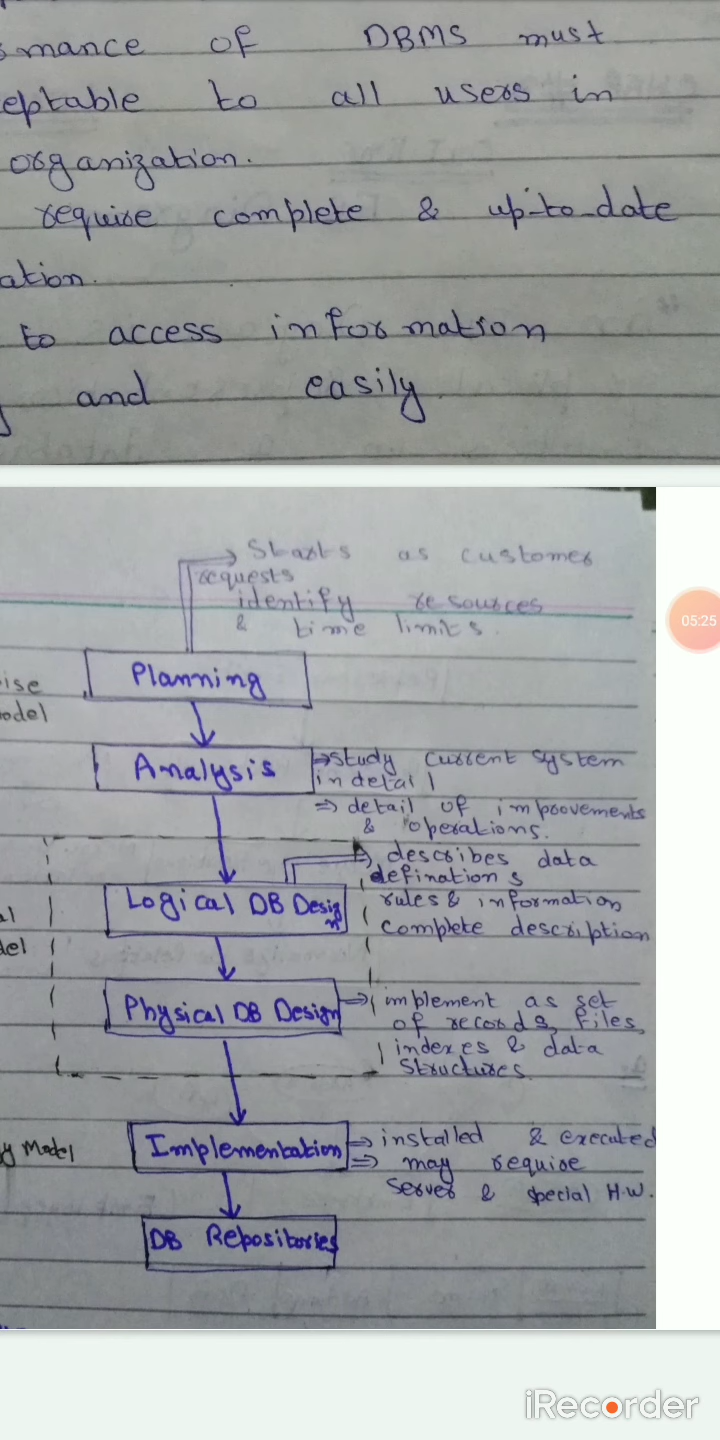 mance of DBMS must
eptable to all users in
organization.
require complete & up-to-date
ation.
to access information
and easily
→ Starts as customer
requests
identify resources
& time limits.
Planning
ise
odel
Analysis
→ study current system
in detail
⇒ detail of improvements
& operations.
→ describes data
definations
rules & information
complete description
Logical DB Design
al
del
Physical DB Design
⇒ implement as set
of records, files,
indexes & data
structures.
Implementation
y Model
⇒ installed & executed
⇒ may require
server & special H.W.
DB Repositories
05:25
iRecorder